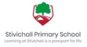 Stivichall Primary School
Learning at Stivichall is a passport for life